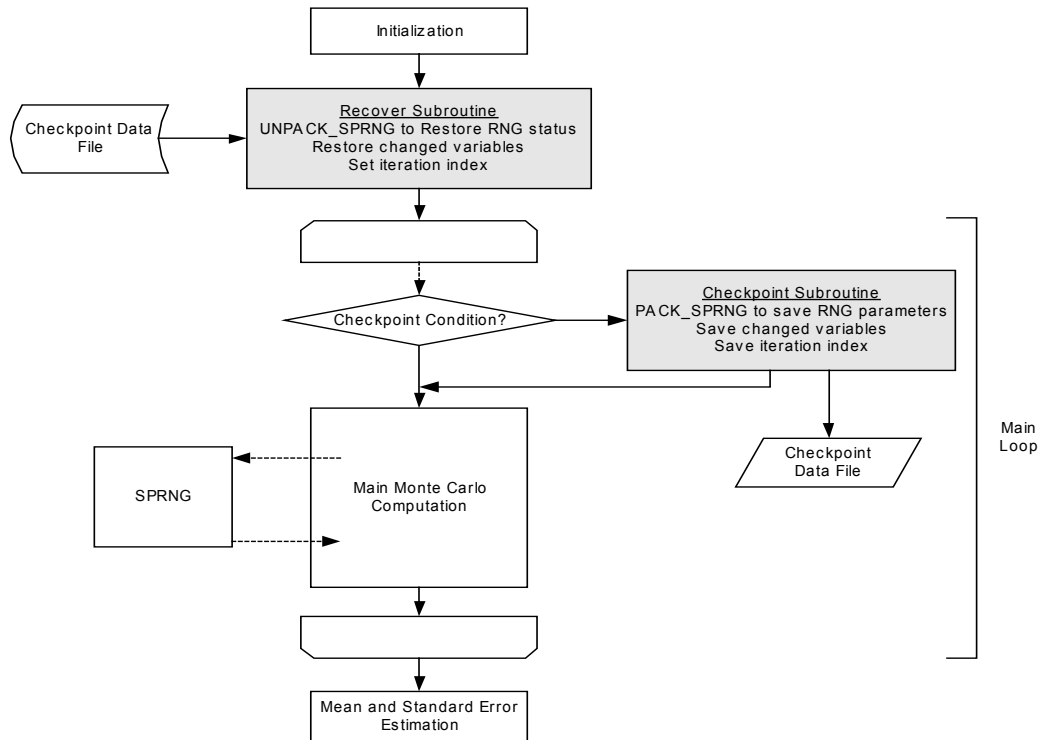 Initialization
Checkpoint Data
File
Recover Subroutine
UNPACK_SPRNG to Restore RNG status
Restore changed variables
Set iteration index
Checkpoint Condition?
Checkpoint Subroutine
PACK_SPRNG to save RNG parameters
Save changed variables
Save iteration index
Checkpoint
Data File
Main
Loop
SPRNG
Main Monte Carlo
Computation
Mean and Standard Error
Estimation